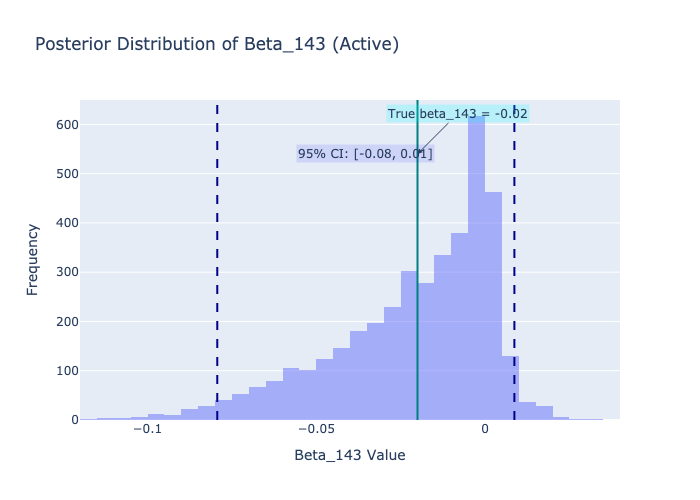 Posterior Distribution of Beta_143 (Active)
True beta_143 = -0.02
95% CI: [-0.08, 0.01]
600
500
400
300
200
100
0
Frequency
−0.1
−0.05
0
Beta_143 Value